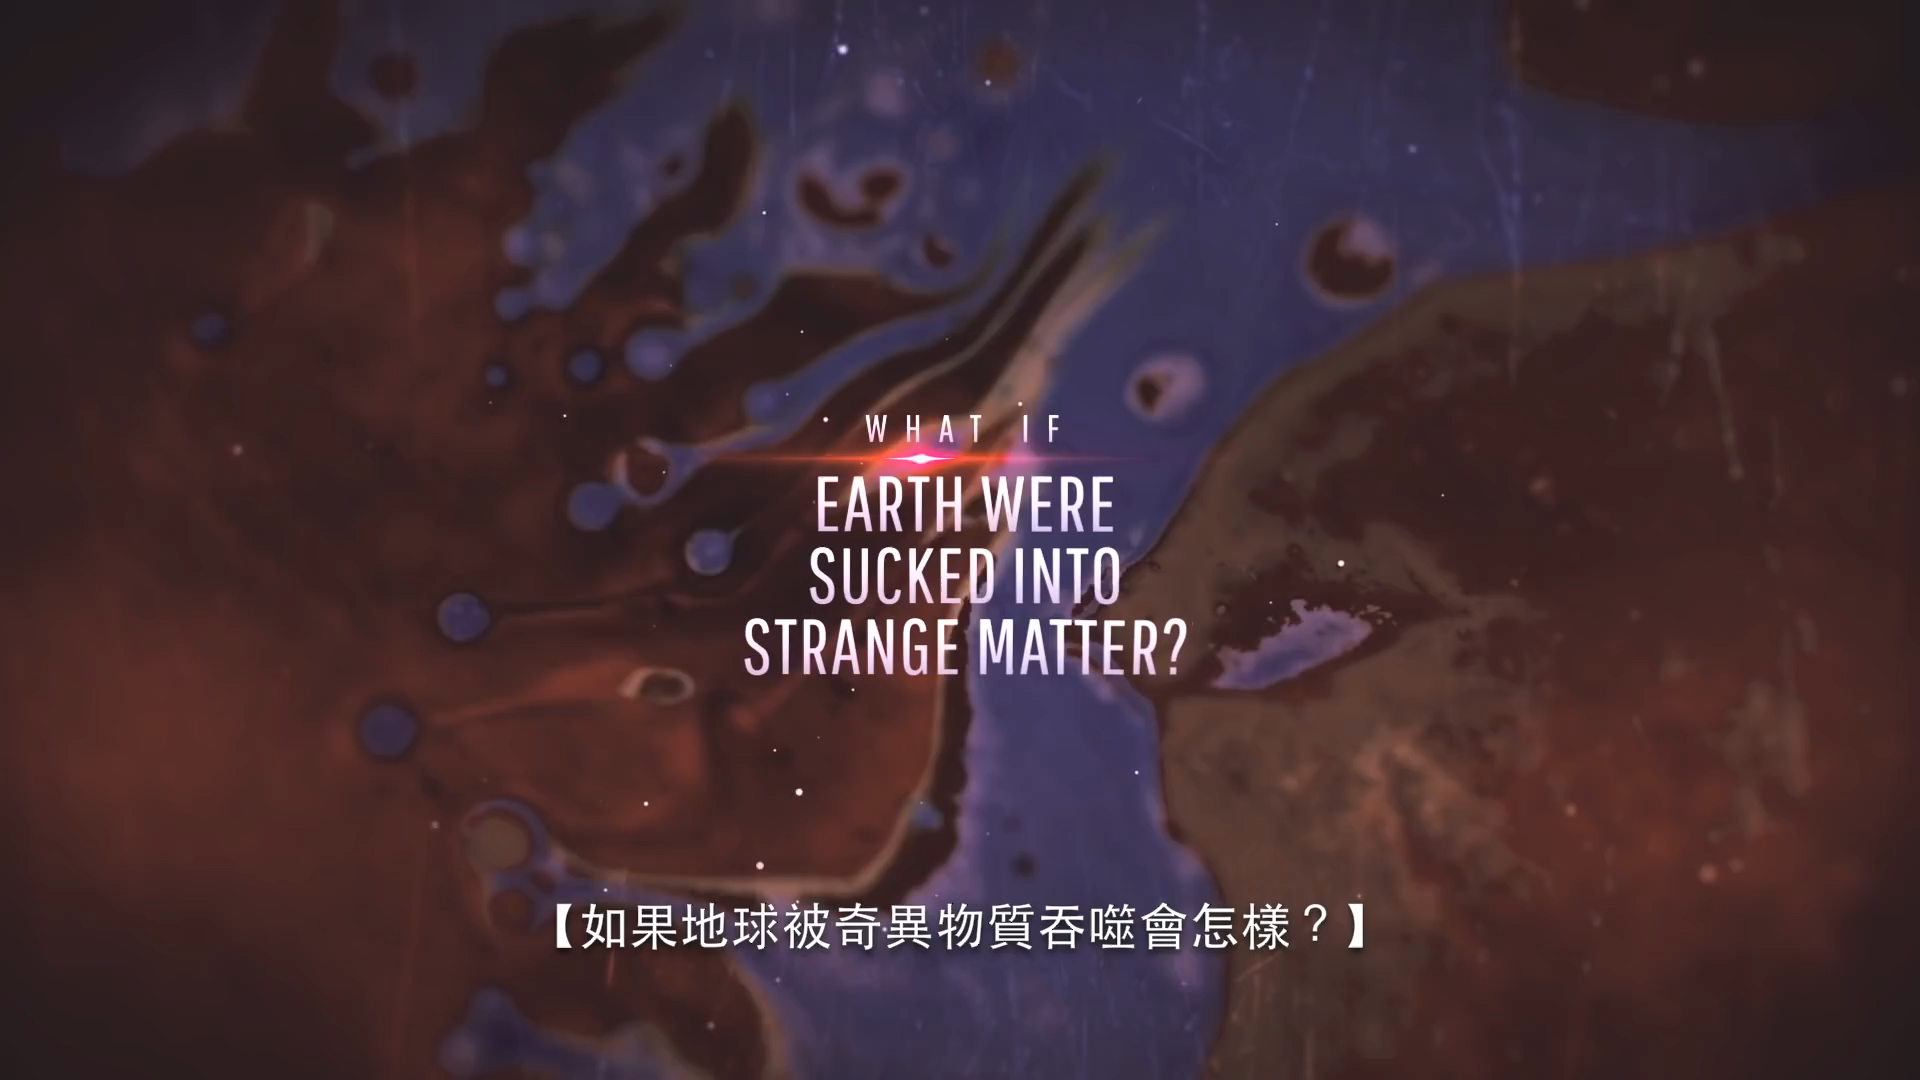 WHAT IF
EARTH WERE
SUCKED INTO
STRANGE MATTER?
【如果地球被奇異物質吞噬會怎樣？】